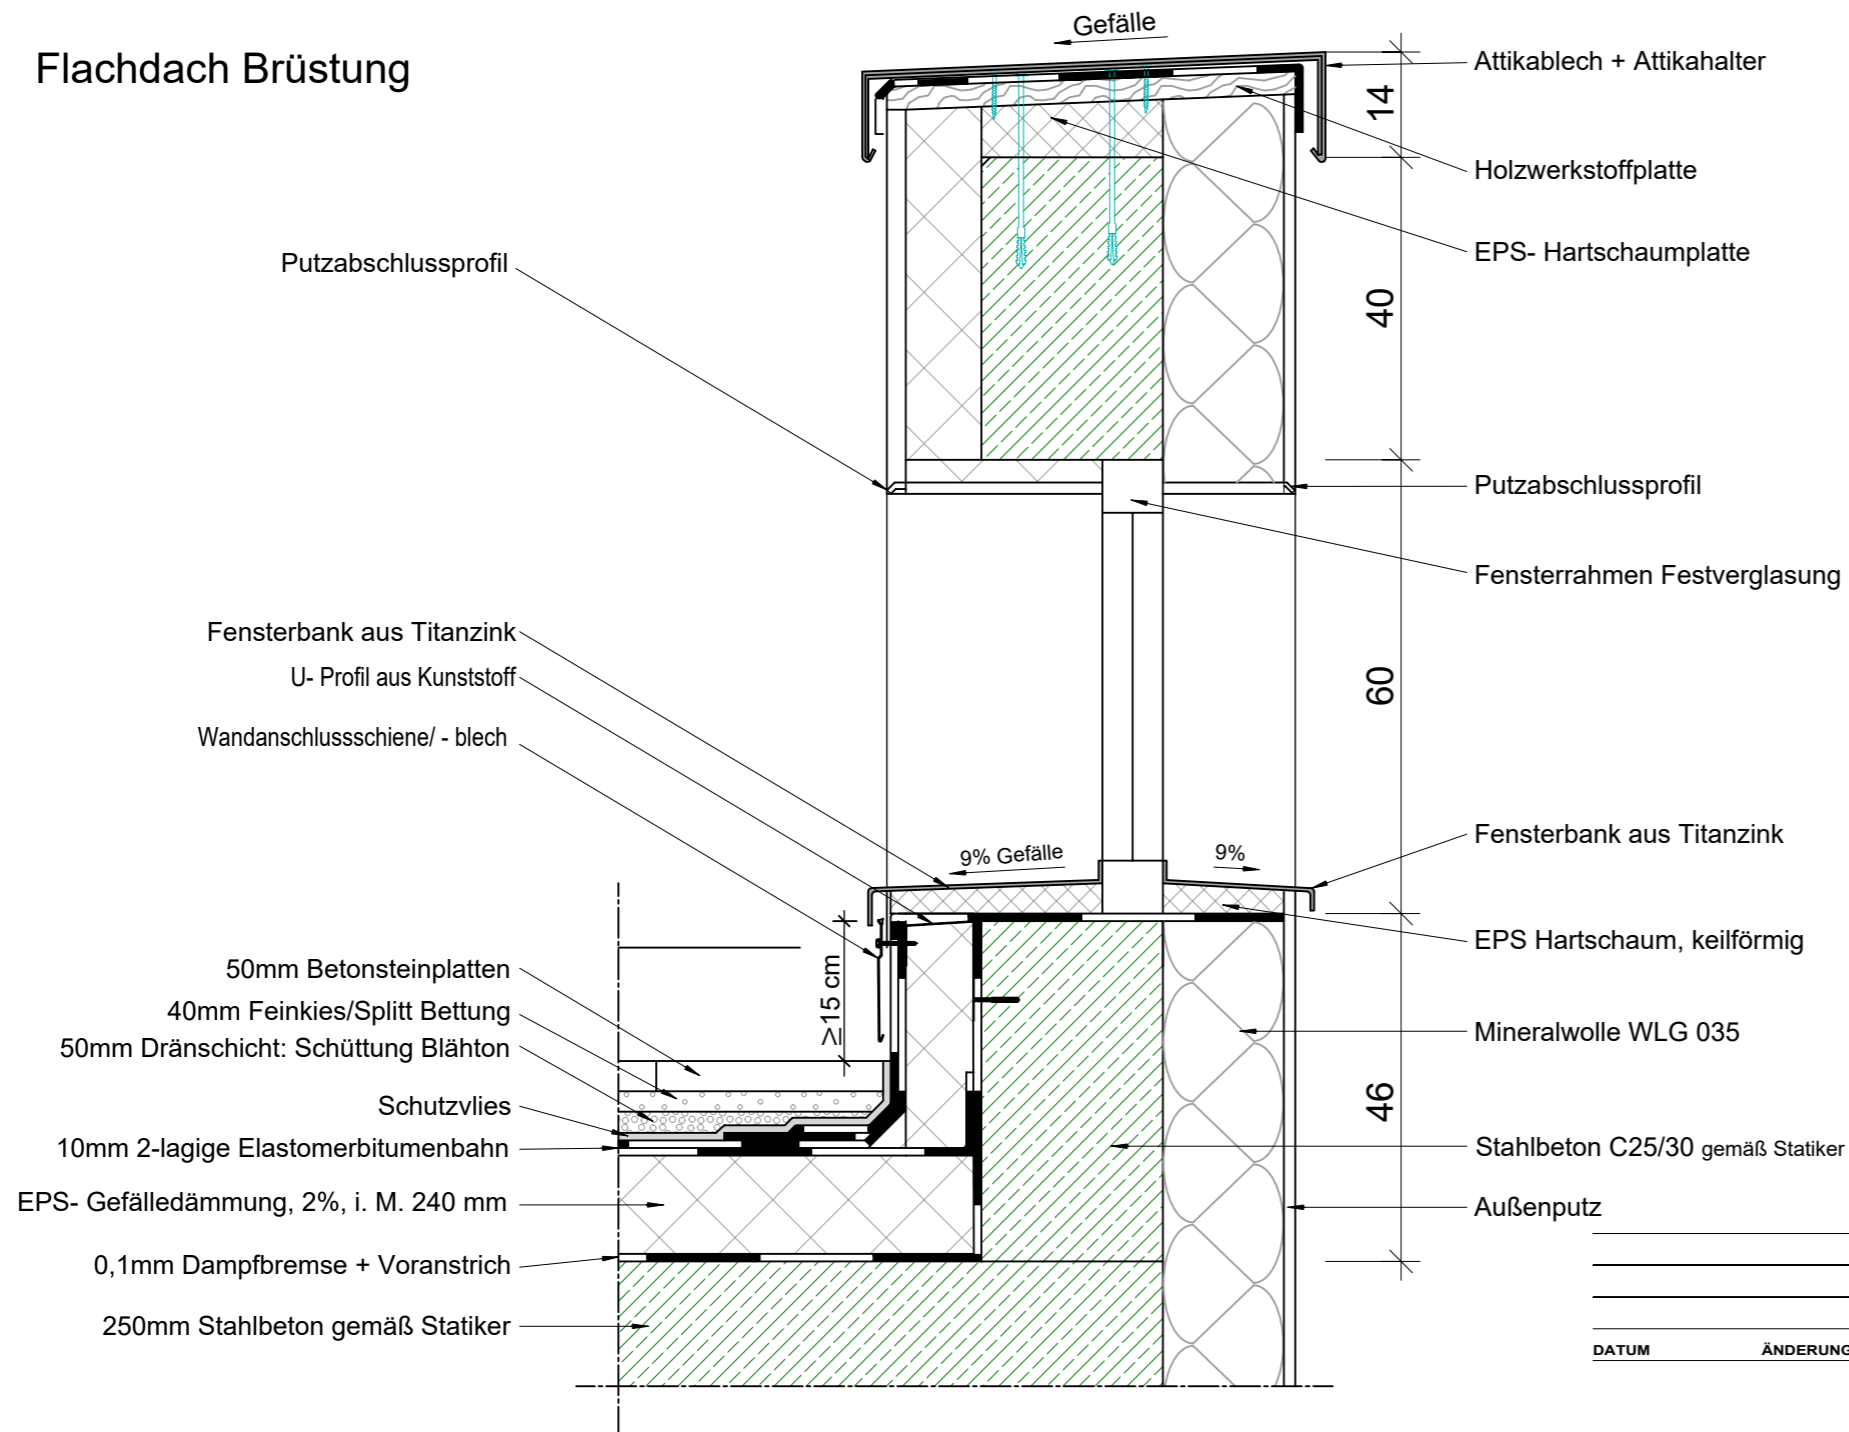 Flachdach Brüstung
Gefälle
Attikablech + Attikahalter
14
Holzwerkstoffplatte
EPS- Hartschaumplatte
Putzabschlussprofil
40
Putzabschlussprofil
Fensterrahmen Festverglasung
Fensterbank aus Titanzink
U- Profil aus Kunststoff
60
Wandanschlussschiene/ - blech
Fensterbank aus Titanzink
9% Gefälle
9%
EPS Hartschaum, keilförmig
50mm Betonsteinplatten
≥15 cm
40mm Feinkies/Splitt Bettung
Mineralwolle WLG 035
50mm Dränschicht: Schüttung Blähton
Schutzvlies
46
10mm 2-lagige Elastomerbitumenbahn
Stahlbeton C25/30 gemäß Statiker
EPS- Gefälledämmung, 2%, i. M. 240 mm
Außenputz
0,1mm Dampfbremse + Voranstrich
250mm Stahlbeton gemäß Statiker
DATUM ÄNDERUNG